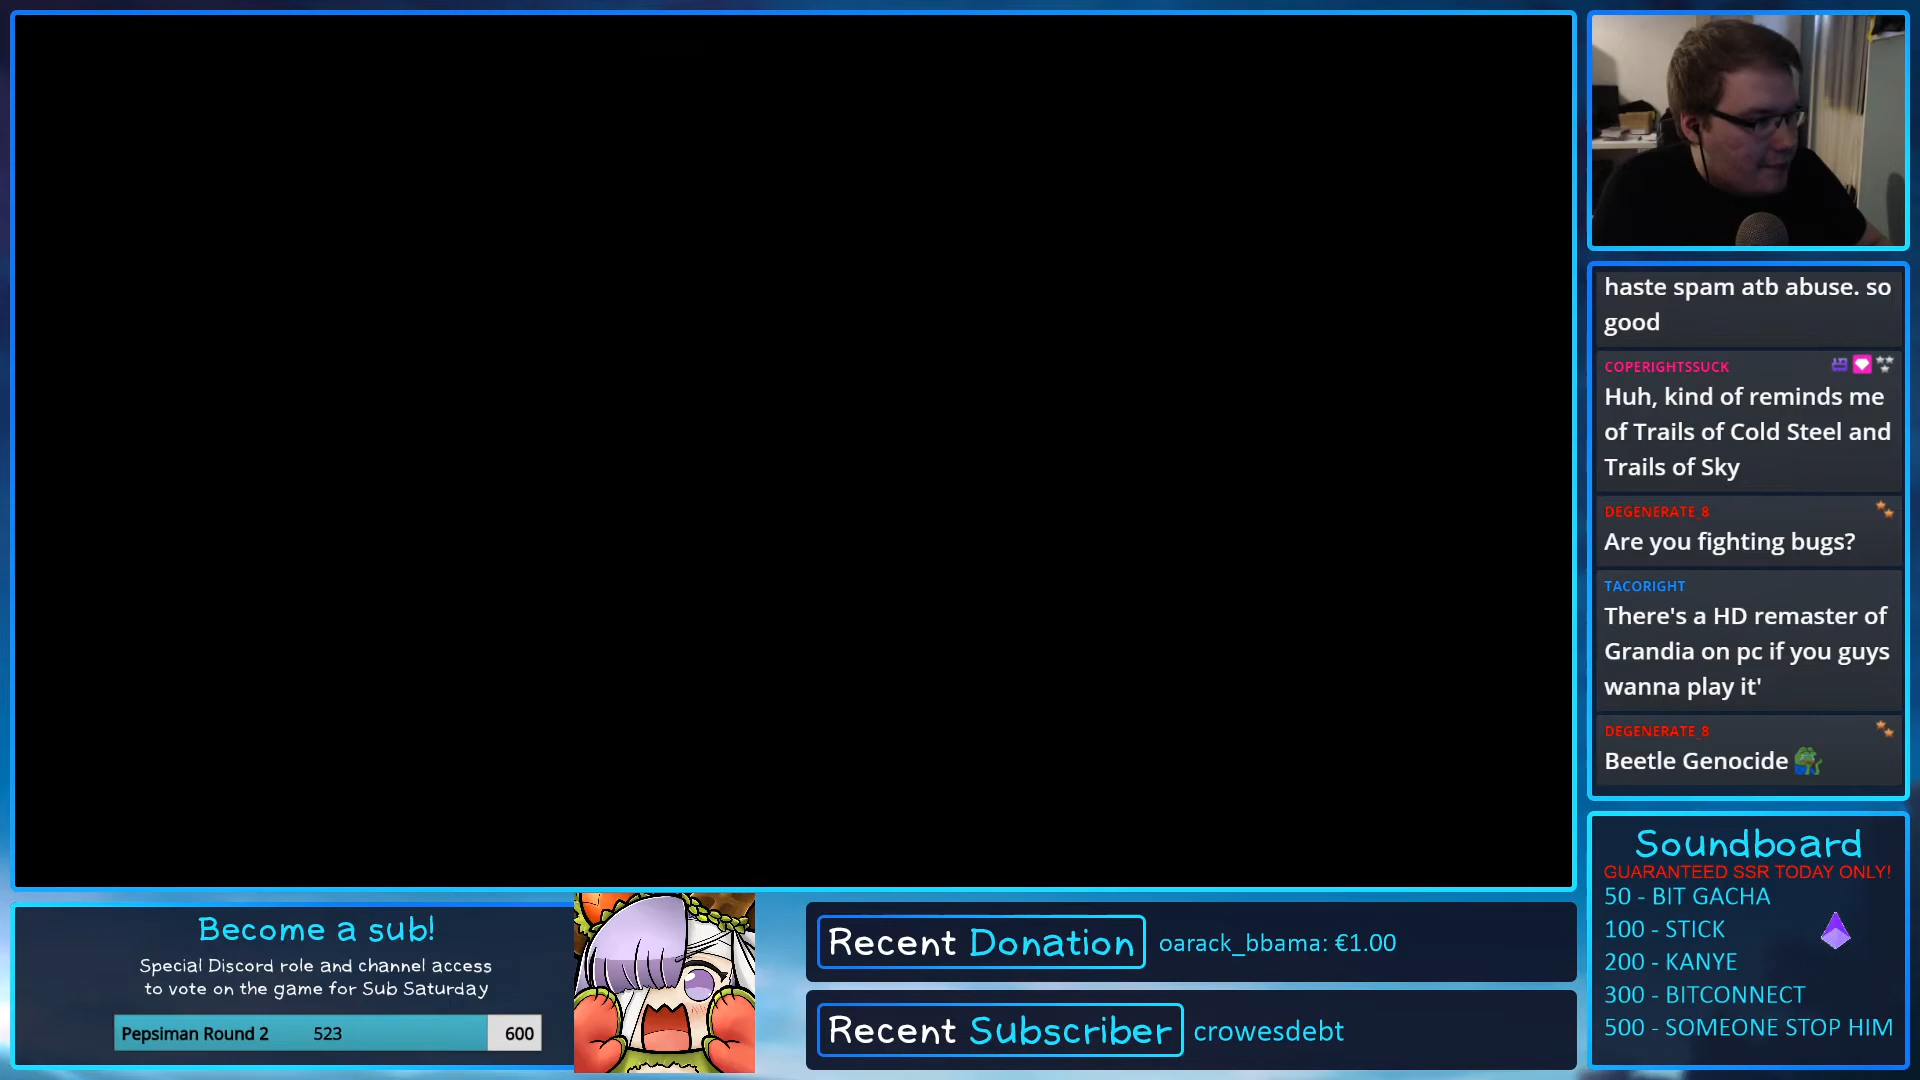 haste spam atb abuse. so
good
COPERIGHTSSUCK
Huh, kind of reminds me
of Trails of Cold Steel and
Trails of Sky
DEGENERATE_8
Are you fighting bugs?
TACORIGHT
There's a HD remaster of
Grandia on pc if you guys
wanna play it'
DEGENERATE_8
Beetle Genocide
Soundboard
GUARANTEED SSR TODAY ONLY!
50 - BIT GACHA
100 - STICK
200 - KANYE
300 - BITCONNECT
500 - SOMEONE STOP HIM
Become a sub!
Special Discord role and channel access
to vote on the game for Sub Saturday
Pepsiman Round 2 523 600
Recent Donation oarack_bbama: €1.00
Recent Subscriber crowesdebt